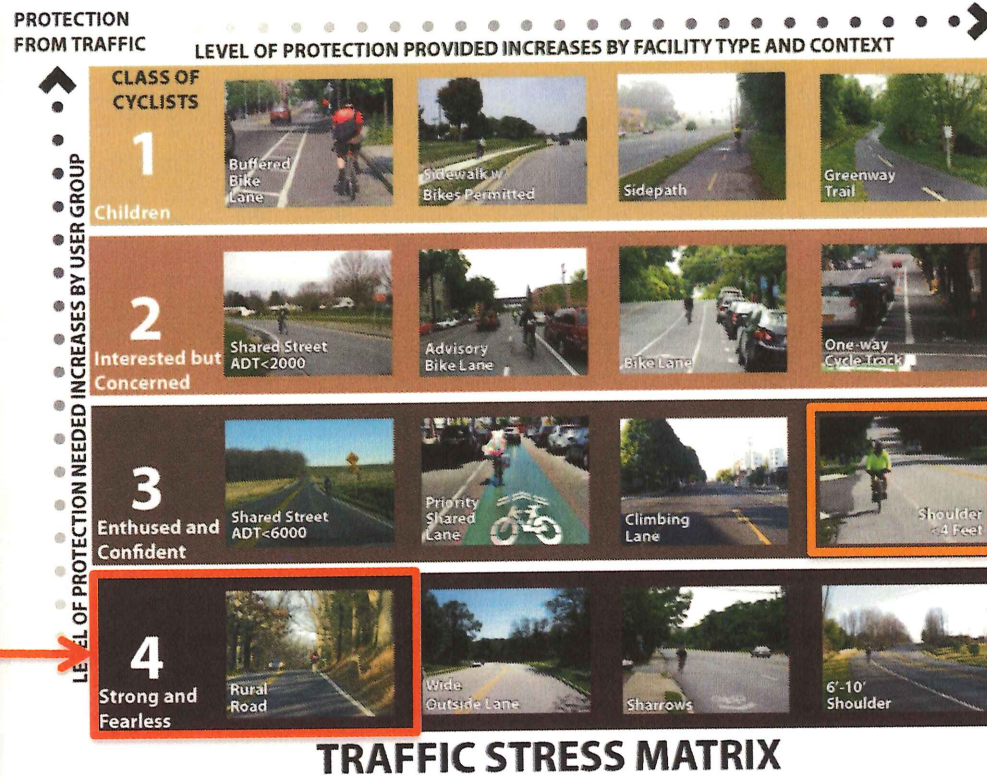 PROTECTION
FROM TRAFFIC
LEVEL OF PROTECTION PROVIDED INCREASES BY FACILITY TYPE AND CONTEXT
LEVEL OF PROTECTION NEEDED INCREASES BY USER GROUP
CLASS OF
CYCLISTS
1
Children
Buffered
Bike
Lane
Sidewalk w/
Bikes Permitted
Sidepath
Greenway
Trail
2
Interested but
Concerned
Shared Street
ADT<2000
Advisory
Bike Lane
Bike Lane
One-way
Cycle Track
3
Enthused and
Confident
Shared Street
ADT<6000
Priority
Shared
Lane
Climbing
Lane
Shoulder
<4 Feet
4
Strong and
Fearless
Rural
Road
Wide
Outside Lane
Sharrows
6'-10'
Shoulder
TRAFFIC STRESS MATRIX